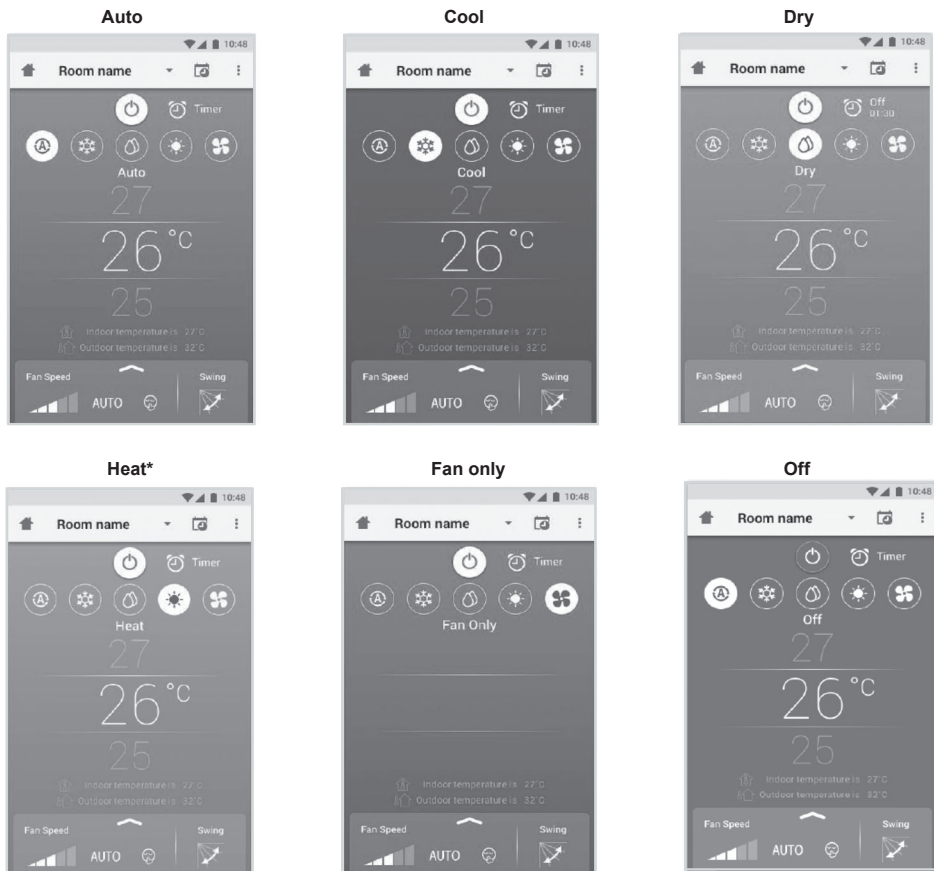 Auto
10:48
Room name
Timer
A
Auto
27
26 °C
25
Indoor temperature is 27°C
Outdoor temperature is 32°C
Fan Speed Swing
AUTO
Cool
10:48
Room name
Timer
A
Cool
27
26 °C
25
Indoor temperature is 27°C
Outdoor temperature is 32°C
Fan Speed Swing
AUTO
Dry
10:48
Room name
Off
01:30
A
Dry
27
26 °C
25
Indoor temperature is 27°C
Outdoor temperature is 32°C
Fan Speed Swing
AUTO
Heat*
10:48
Room name
Timer
A
Heat
27
26 °C
25
Indoor temperature is 27°C
Outdoor temperature is 32°C
Fan Speed Swing
AUTO
Fan only
10:48
Room name
Timer
A
Fan Only
Indoor temperature is 27°C
Outdoor temperature is 32°C
Fan Speed Swing
AUTO
Off
10:48
Room name
Timer
A
Off
27
26 °C
25
Indoor temperature is 27°C
Outdoor temperature is 32°C
Fan Speed Swing
AUTO